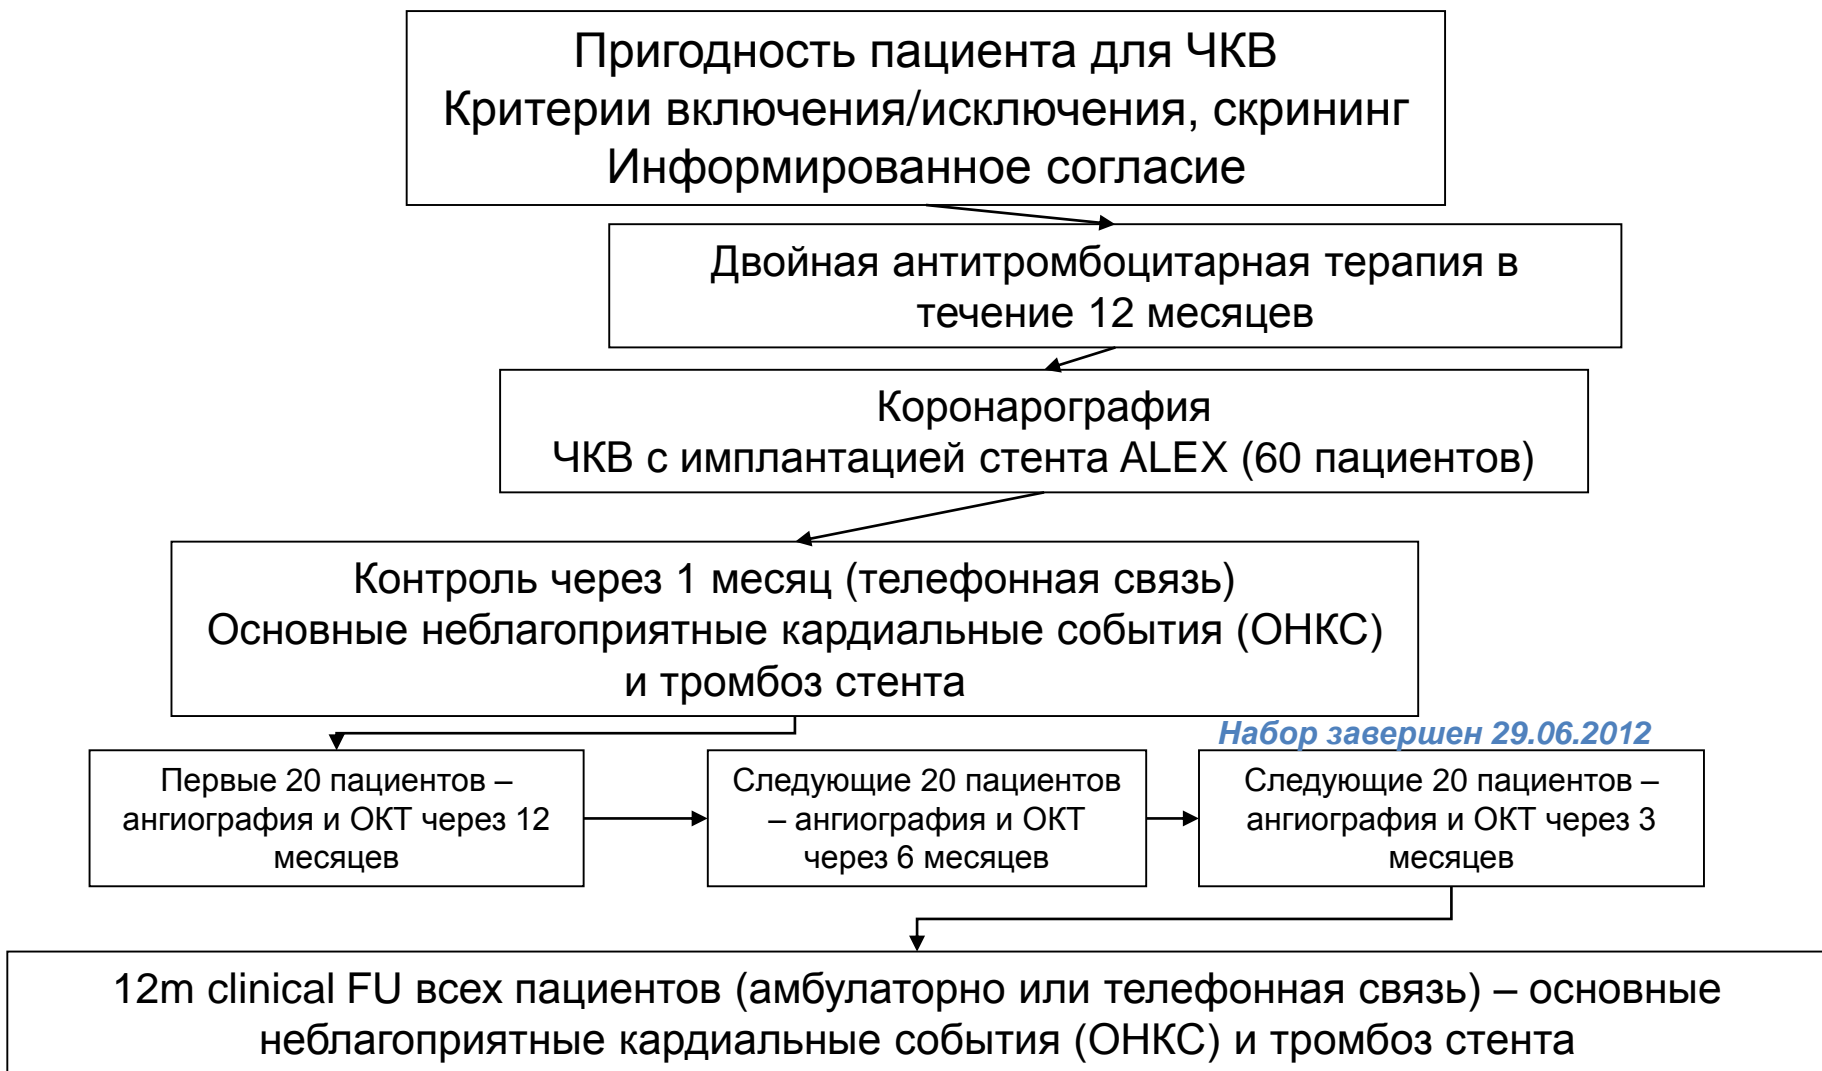 Пригодность пациента для ЧКВ
Критерии включения/исключения, скрининг
Информированное согласие
Двойная антитромбоцитарная терапия в
течение 12 месяцев
Коронарография
ЧКВ с имплантацией стента ALEX (60 пациентов)
Контроль через 1 месяц (телефонная связь)
Основные неблагоприятные кардиальные события (ОНКС)
и тромбоз стента
Набор завершен 29.06.2012
Первые 20 пациентов –
ангиография и ОКТ через 12
месяцев
Следующие 20 пациентов
– ангиография и ОКТ
через 6 месяцев
Следующие 20 пациентов –
ангиография и ОКТ через 3
месяцев
12m clinical FU всех пациентов (амбулаторно или телефонная связь) – основные
неблагоприятные кардиальные события (ОНКС) и тромбоз стента